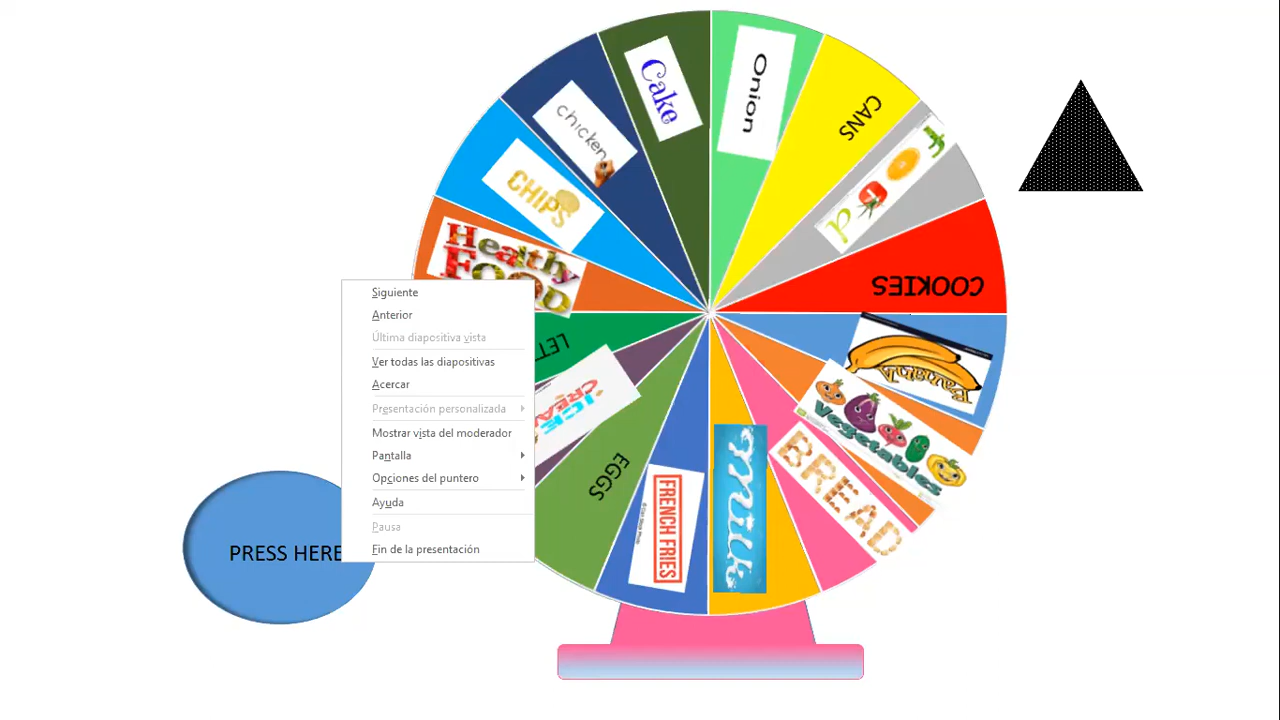 Cake
Onion
CANS
food
chicken
CHIPS
Healthy
Food
COOKIES
Banana
Vegetables
BREAD
milk
FRENCH FRIES
EGGS
ICE
CREAM
LET
Siguiente
Anterior
Última diapositiva vista
Ver todas las diapositivas
Acercar
Presentación personalizada
Mostrar vista del moderador
Pantalla
Opciones del puntero
Ayuda
Pausa
Fin de la presentación
PRESS HERE